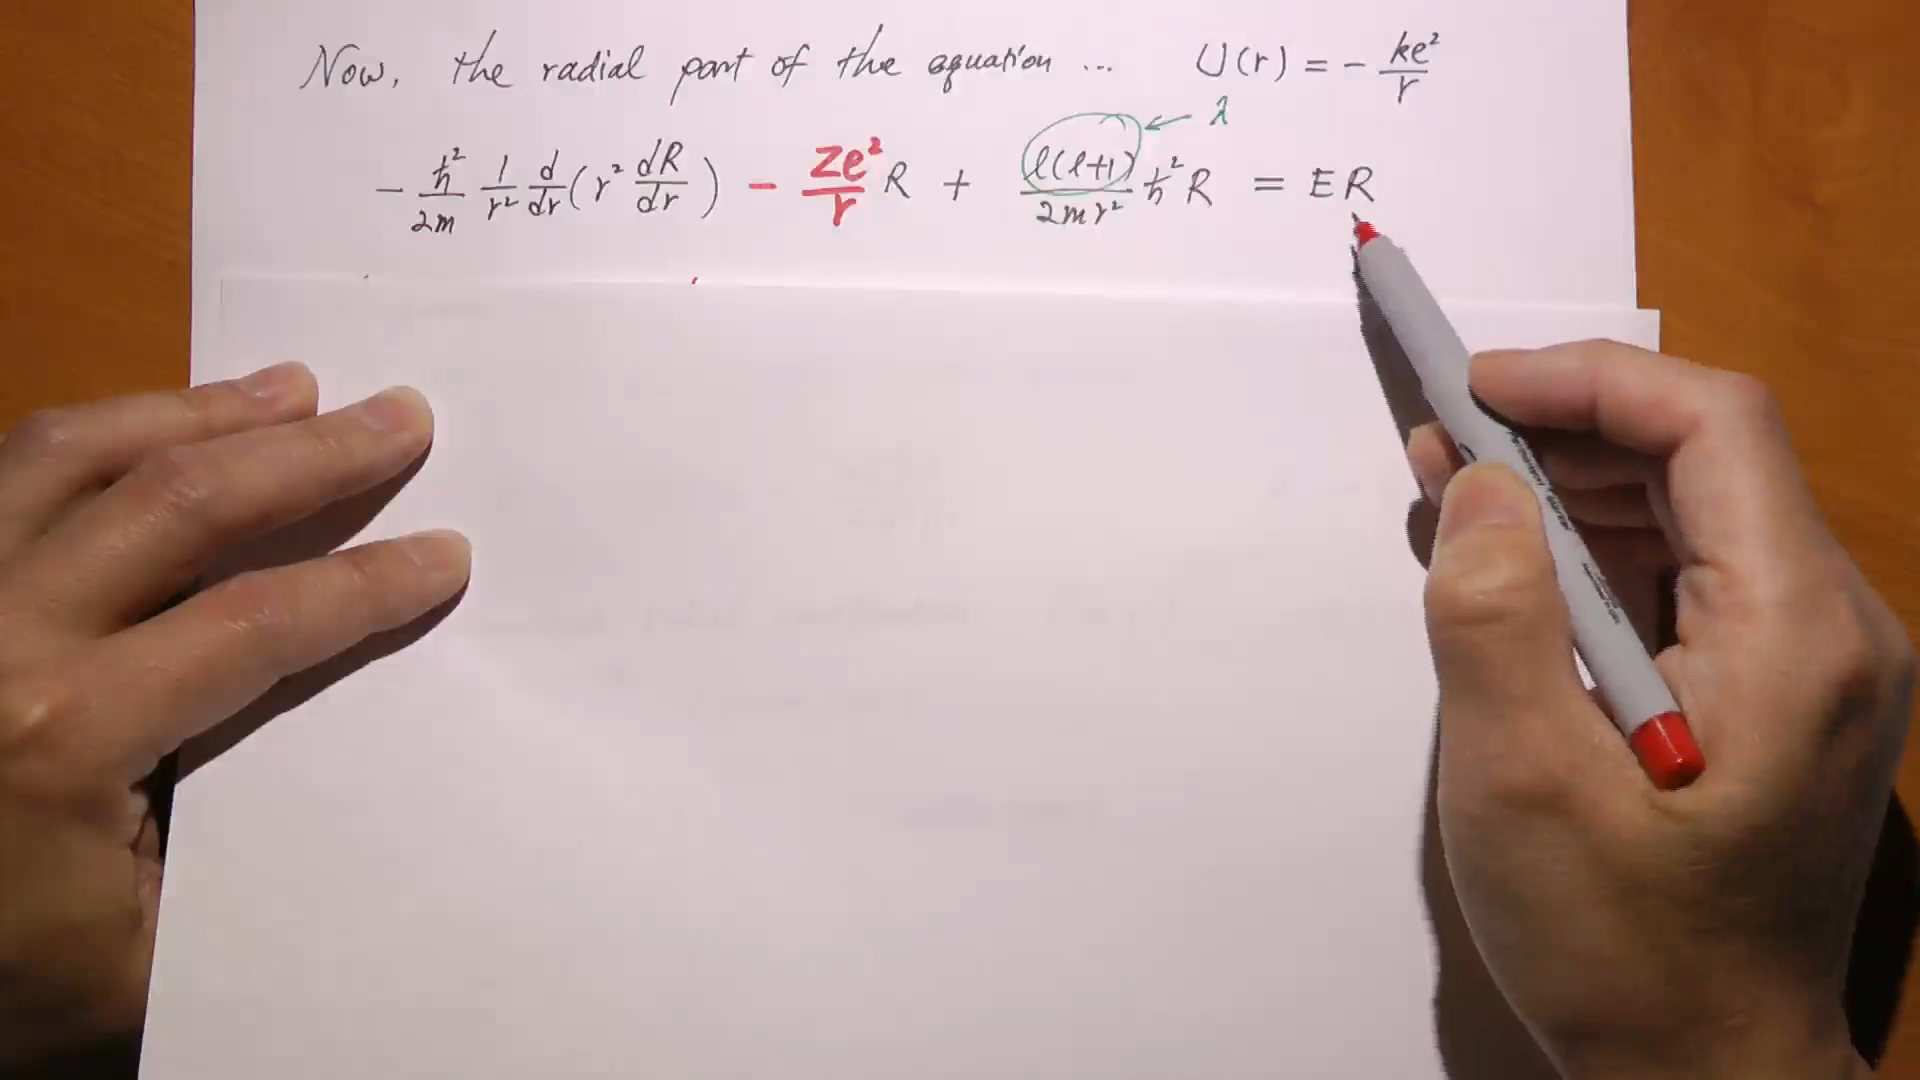 Now, the radial part of the equation ... U(r) = - ke²/r
- ħ²/2m 1/r² d/dr (r² dR/dr) - Ze²/r R + l(l+1)/2mr² ħ² R = ER
← λ